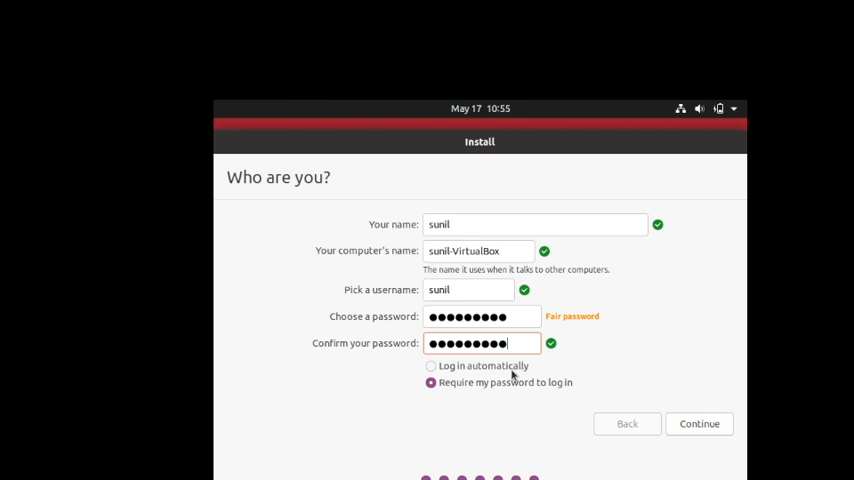 May 17 10:55
Install
Who are you?
Your name: sunil
Your computer's name: sunil-VirtualBox
The name it uses when it talks to other computers.
Pick a username: sunil
Choose a password: ●●●●●●●●● Fair password
Confirm your password: ●●●●●●●●●
Log in automatically
Require my password to log in
Back Continue